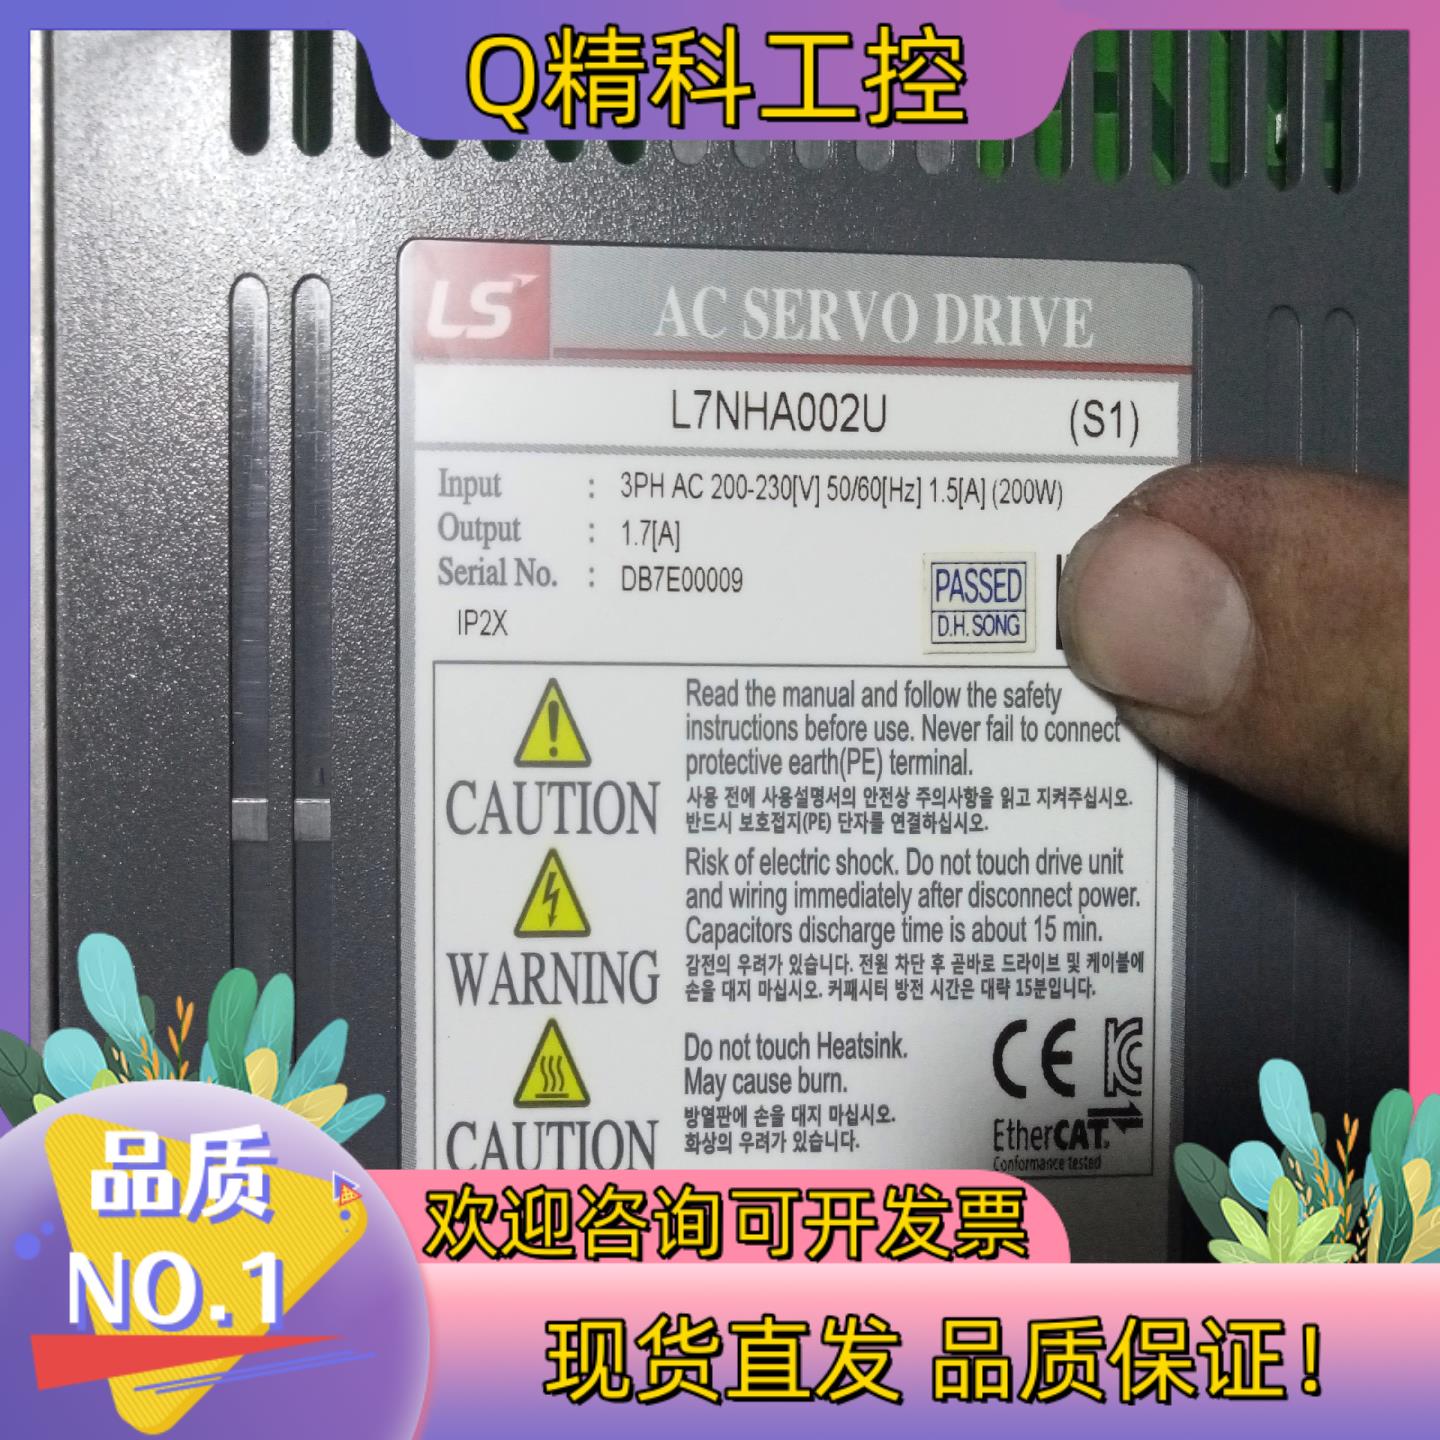 Q精科工控
LS
AC SERVO DRIVE
L7NHA002U (S1)
Input : 3PH AC 200-230[V] 50/60[Hz] 1.5[A] (200W)
Output : 1.7[A]
Serial No. : DB7E00009
IP2X
PASSED
D.H. SONG
CAUTION
Read the manual and follow the safety
instructions before use. Never fail to connect
protective earth(PE) terminal.
사용 전에 사용설명서의 안전상 주의사항을 읽고 지켜주십시오.
반드시 보호접지(PE) 단자를 연결하십시오.
WARNING
Risk of electric shock. Do not touch drive unit
and wiring immediately after disconnect power.
Capacitors discharge time is about 15 min.
감전의 우려가 있습니다. 전원 차단 후 곧바로 드라이브 및 케이블에
손을 대지 마십시오. 커패시터 방전 시간은 대략 15분입니다.
CAUTION
Do not touch Heatsink.
May cause burn.
방열판에 손을 대지 마십시오.
화상의 우려가 있습니다.
CE
EtherCAT
Conformance tested
品质
NO.1
欢迎咨询可开发票
现货直发 品质保证!